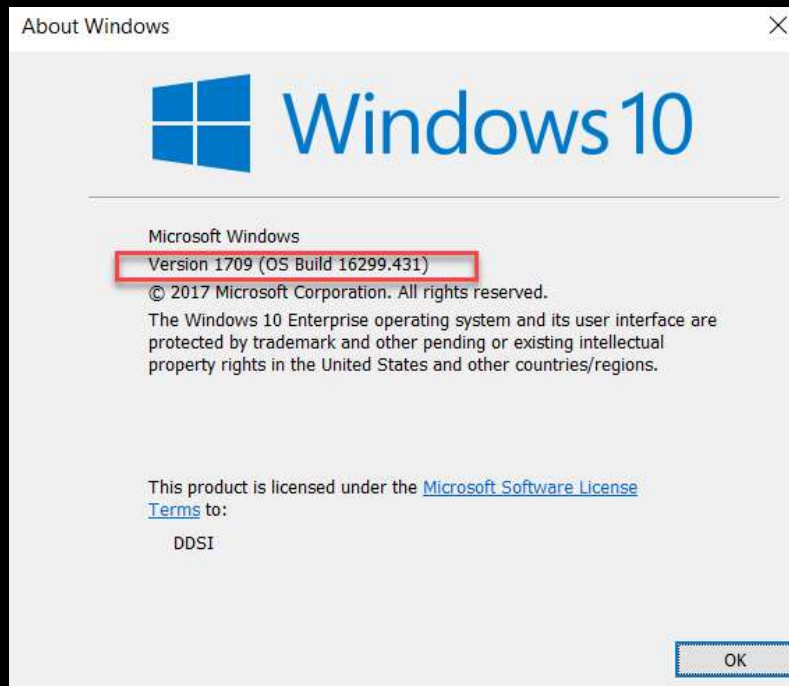 About Windows
Windows 10
Microsoft Windows
Version 1709 (OS Build 16299.431)
© 2017 Microsoft Corporation. All rights reserved.
The Windows 10 Enterprise operating system and its user interface are
protected by trademark and other pending or existing intellectual
property rights in the United States and other countries/regions.
This product is licensed under the Microsoft Software License
Terms to:
DDSI
OK